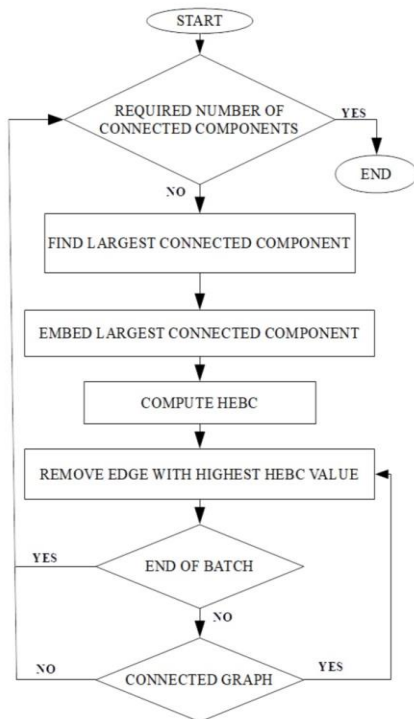 START
REQUIRED NUMBER OF
CONNECTED COMPONENTS
YES
END
NO
FIND LARGEST CONNECTED COMPONENT
EMBED LARGEST CONNECTED COMPONENT
COMPUTE HEBC
REMOVE EDGE WITH HIGHEST HEBC VALUE
YES
END OF BATCH
NO
NO
CONNECTED GRAPH
YES